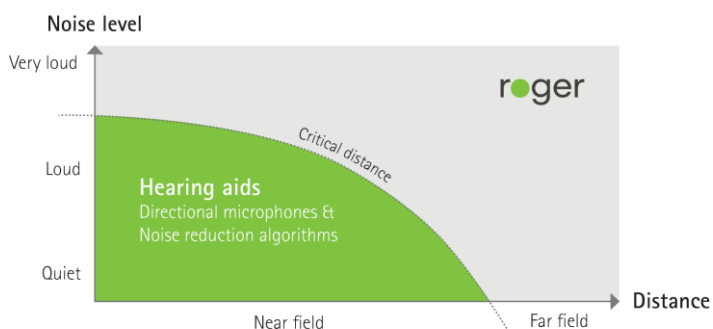 Noise level
Very loud
roger
Critical distance
Loud
Hearing aids
Directional microphones &
Noise reduction algorithms
Quiet
Distance
Near field
Far field